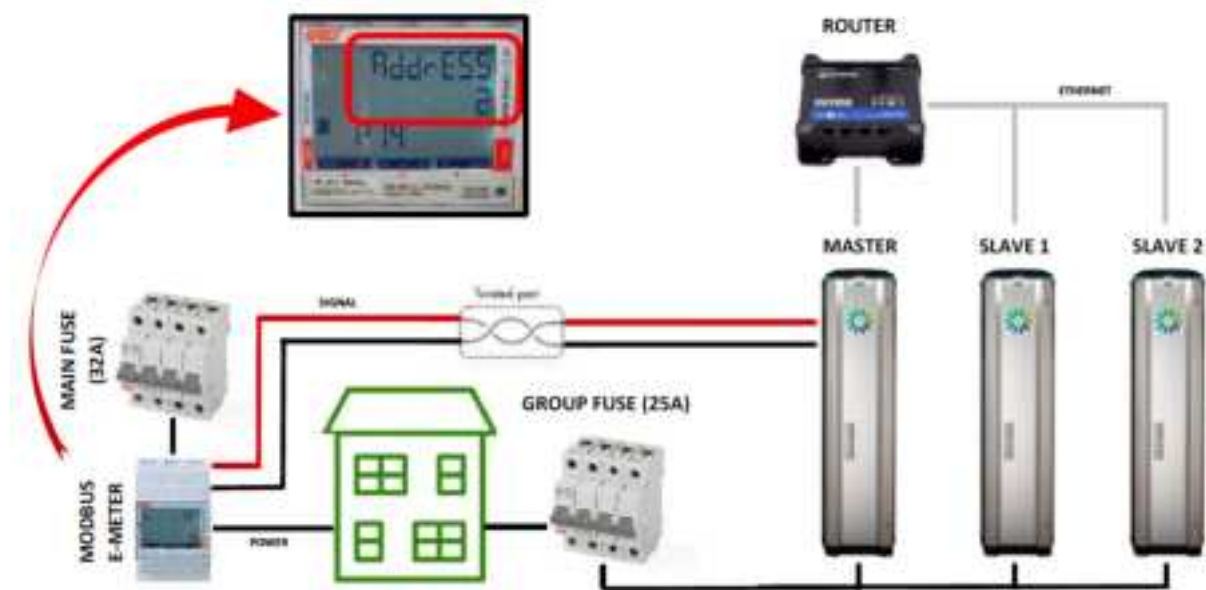 AddrESS
2
ROUTER
ETHERNET
MASTER
SLAVE 1
SLAVE 2
SIGNAL
Twisted pair
MAIN FUSE
(32A)
GROUP FUSE (25A)
MODBUS
E-METER
POWER